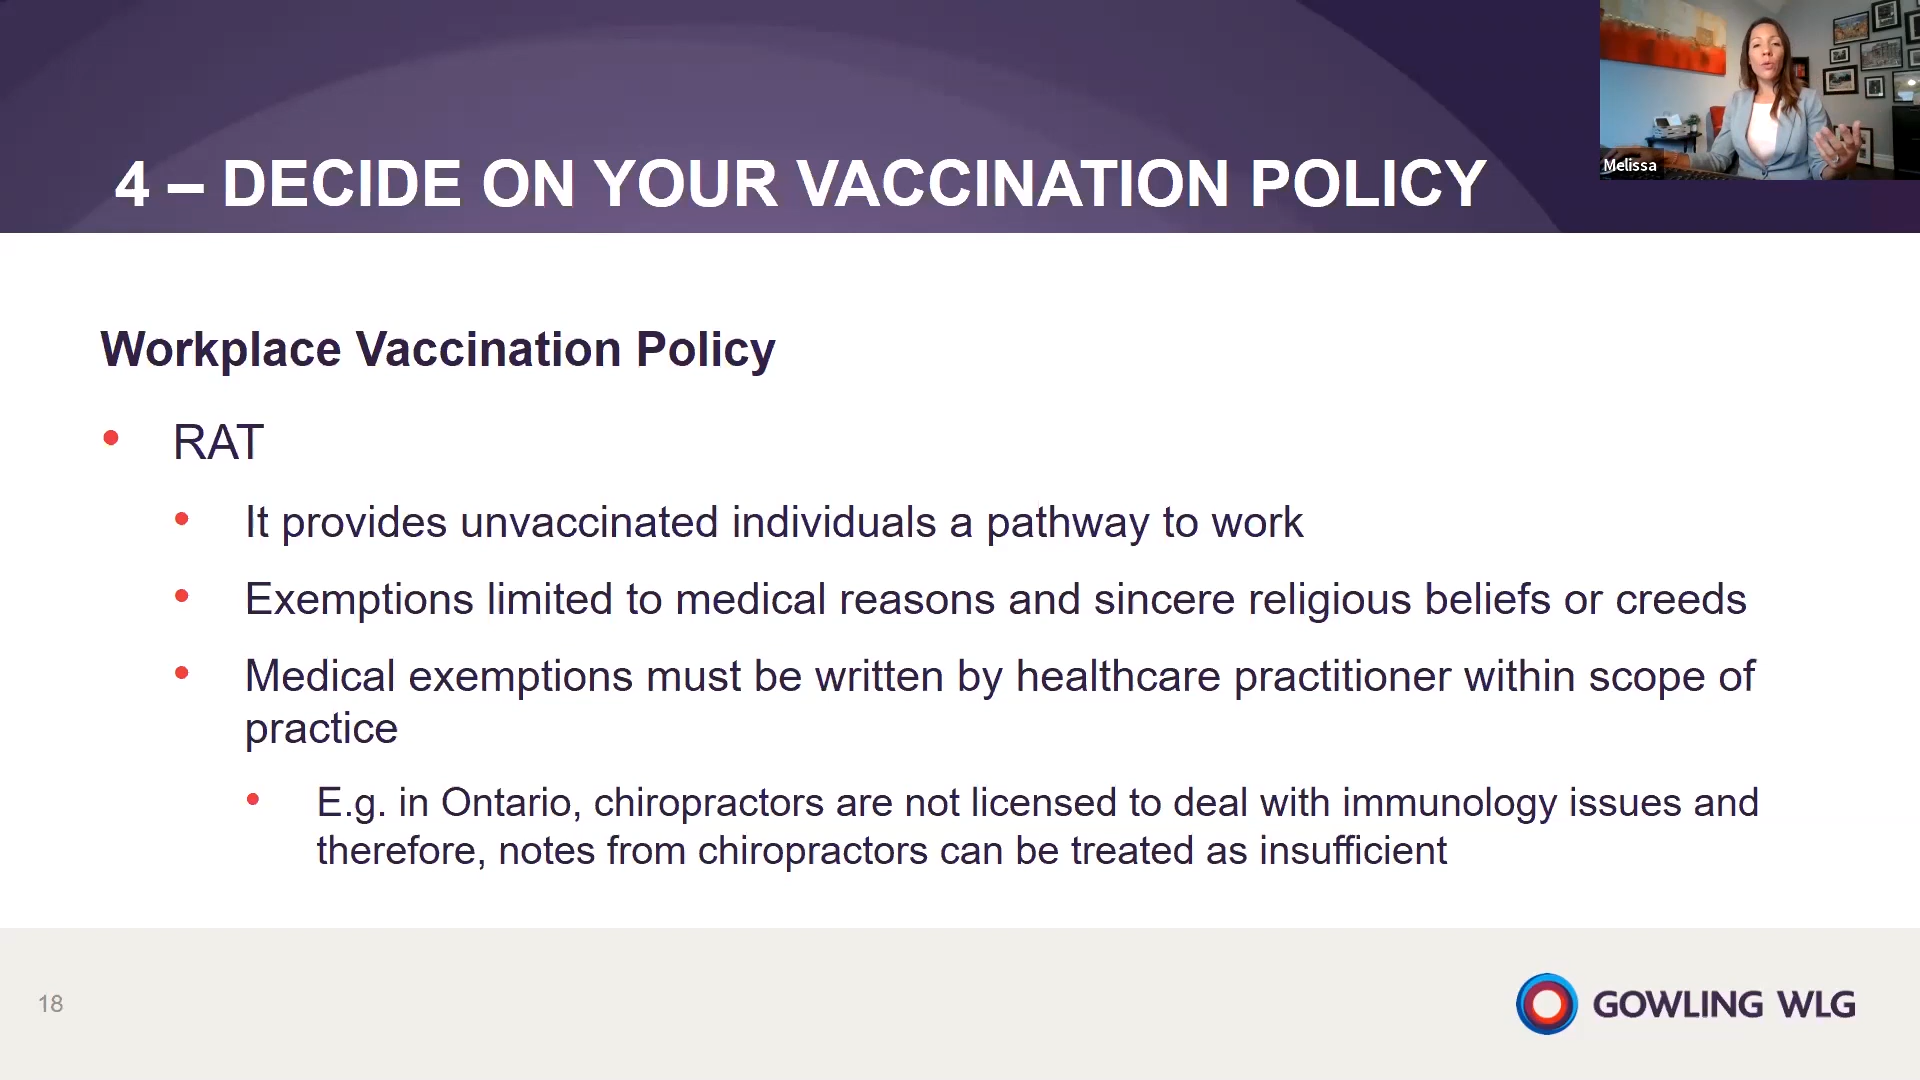 4 – DECIDE ON YOUR VACCINATION POLICY
Melissa
Workplace Vaccination Policy
• RAT
• It provides unvaccinated individuals a pathway to work
• Exemptions limited to medical reasons and sincere religious beliefs or creeds
• Medical exemptions must be written by healthcare practitioner within scope of
practice
• E.g. in Ontario, chiropractors are not licensed to deal with immunology issues and
therefore, notes from chiropractors can be treated as insufficient
18
GOWLING WLG